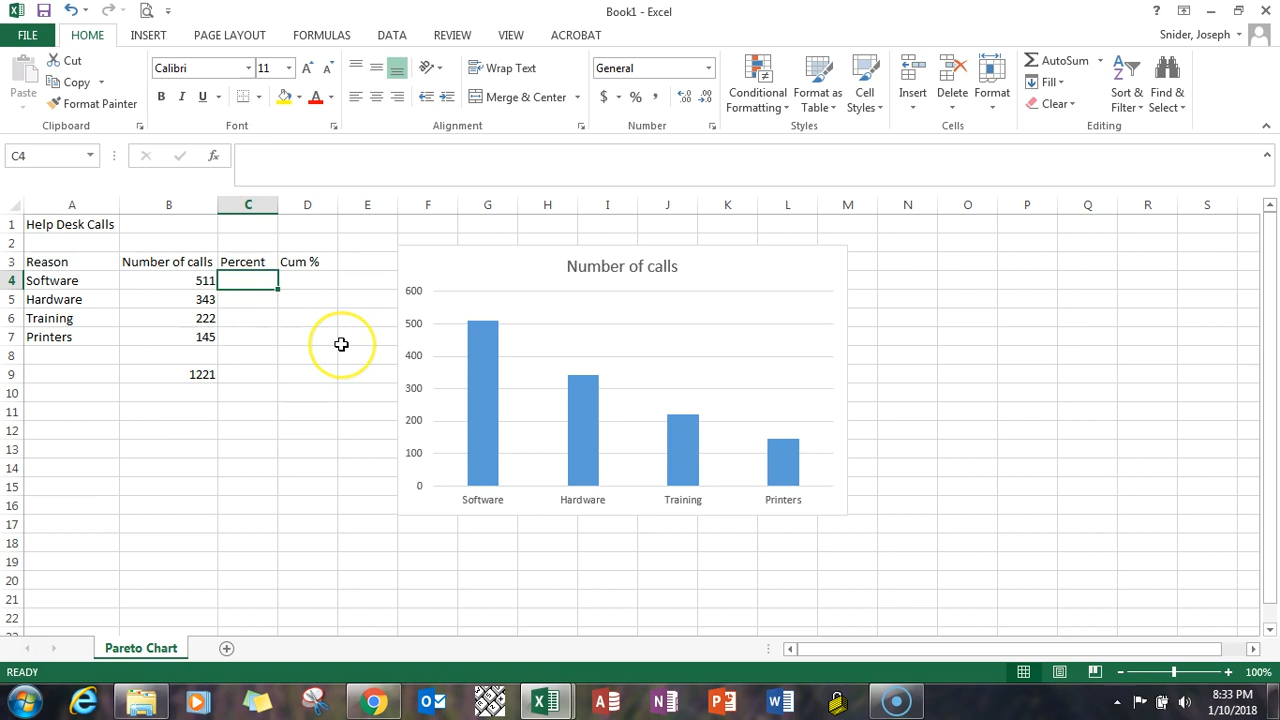 Book1 - Excel
?
FILE HOME INSERT PAGE LAYOUT FORMULAS DATA REVIEW VIEW ACROBAT
Snider, Joseph
Paste
Cut
Copy
Format Painter
Clipboard
Calibri 11
B I U A
Font
Wrap Text
Merge & Center
Alignment
General
$ % ,
Number
Conditional Formatting
Format as Table
Cell Styles
Styles
Insert Delete Format
Cells
AutoSum
Fill
Clear
Sort & Filter
Find & Select
Editing
C4
fx
A B C D E F G H I J K L M N O P Q R S
1 Help Desk Calls
2
3 Reason Number of calls Percent Cum %
4 Software 511
5 Hardware 343
6 Training 222
7 Printers 145
8
9 1221
10
11
12
13
14
15
16
17
18
19
20
21
22
Number of calls
600
500
400
300
200
100
0
Software Hardware Training Printers
Pareto Chart
READY
100%
8:33 PM
1/10/2018